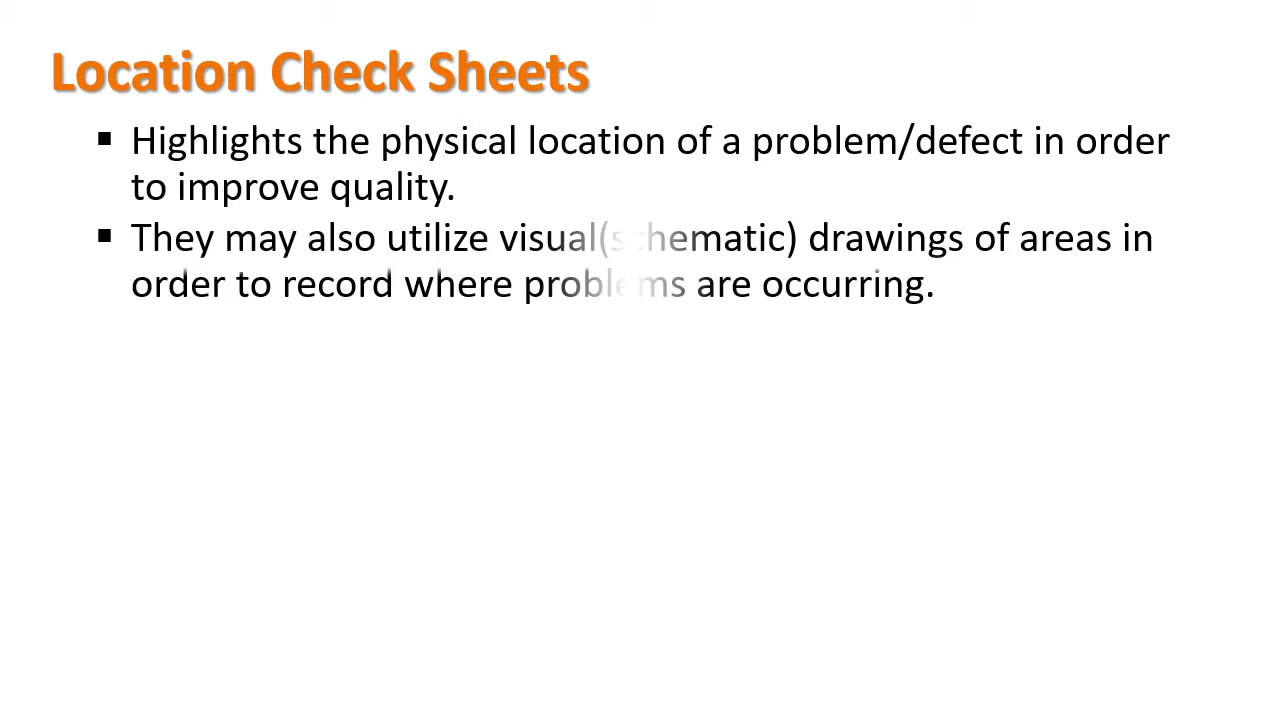 Location Check Sheets
▪ Highlights the physical location of a problem/defect in order
to improve quality.
▪ They may also utilize visual(schematic) drawings of areas in
order to record where problems are occurring.